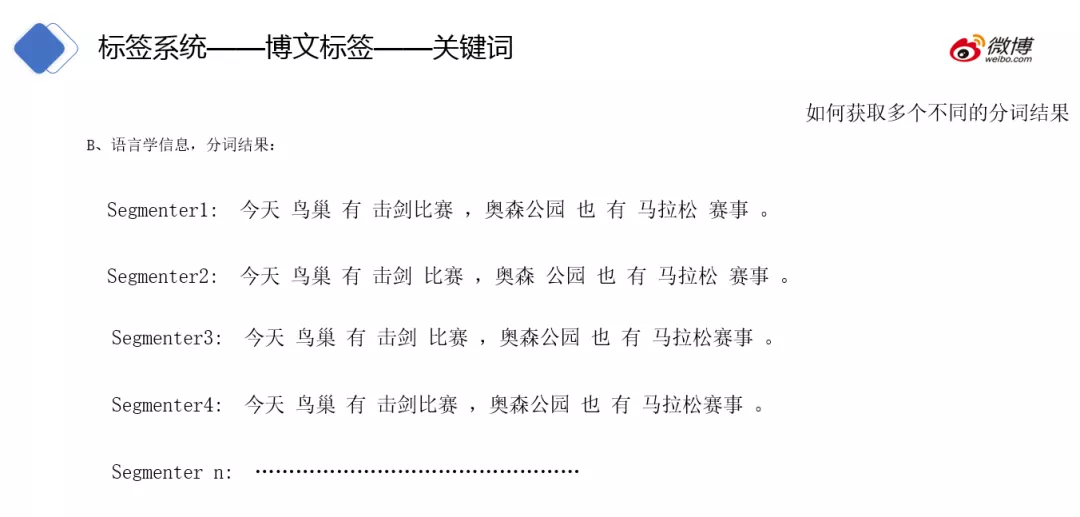 标签系统——博文标签——关键词
微博
weibo.com
如何获取多个不同的分词结果
B、语言学信息，分词结果：
Segmenter1: 今天 鸟巢 有 击剑比赛 ，奥森公园 也 有 马拉松 赛事 。
Segmenter2: 今天 鸟巢 有 击剑 比赛 ，奥森 公园 也 有 马拉松 赛事 。
Segmenter3: 今天 鸟巢 有 击剑 比赛 ，奥森公园 也 有 马拉松赛事 。
Segmenter4: 今天 鸟巢 有 击剑比赛 ，奥森公园 也 有 马拉松赛事 。
Segmenter n: …………………………………………